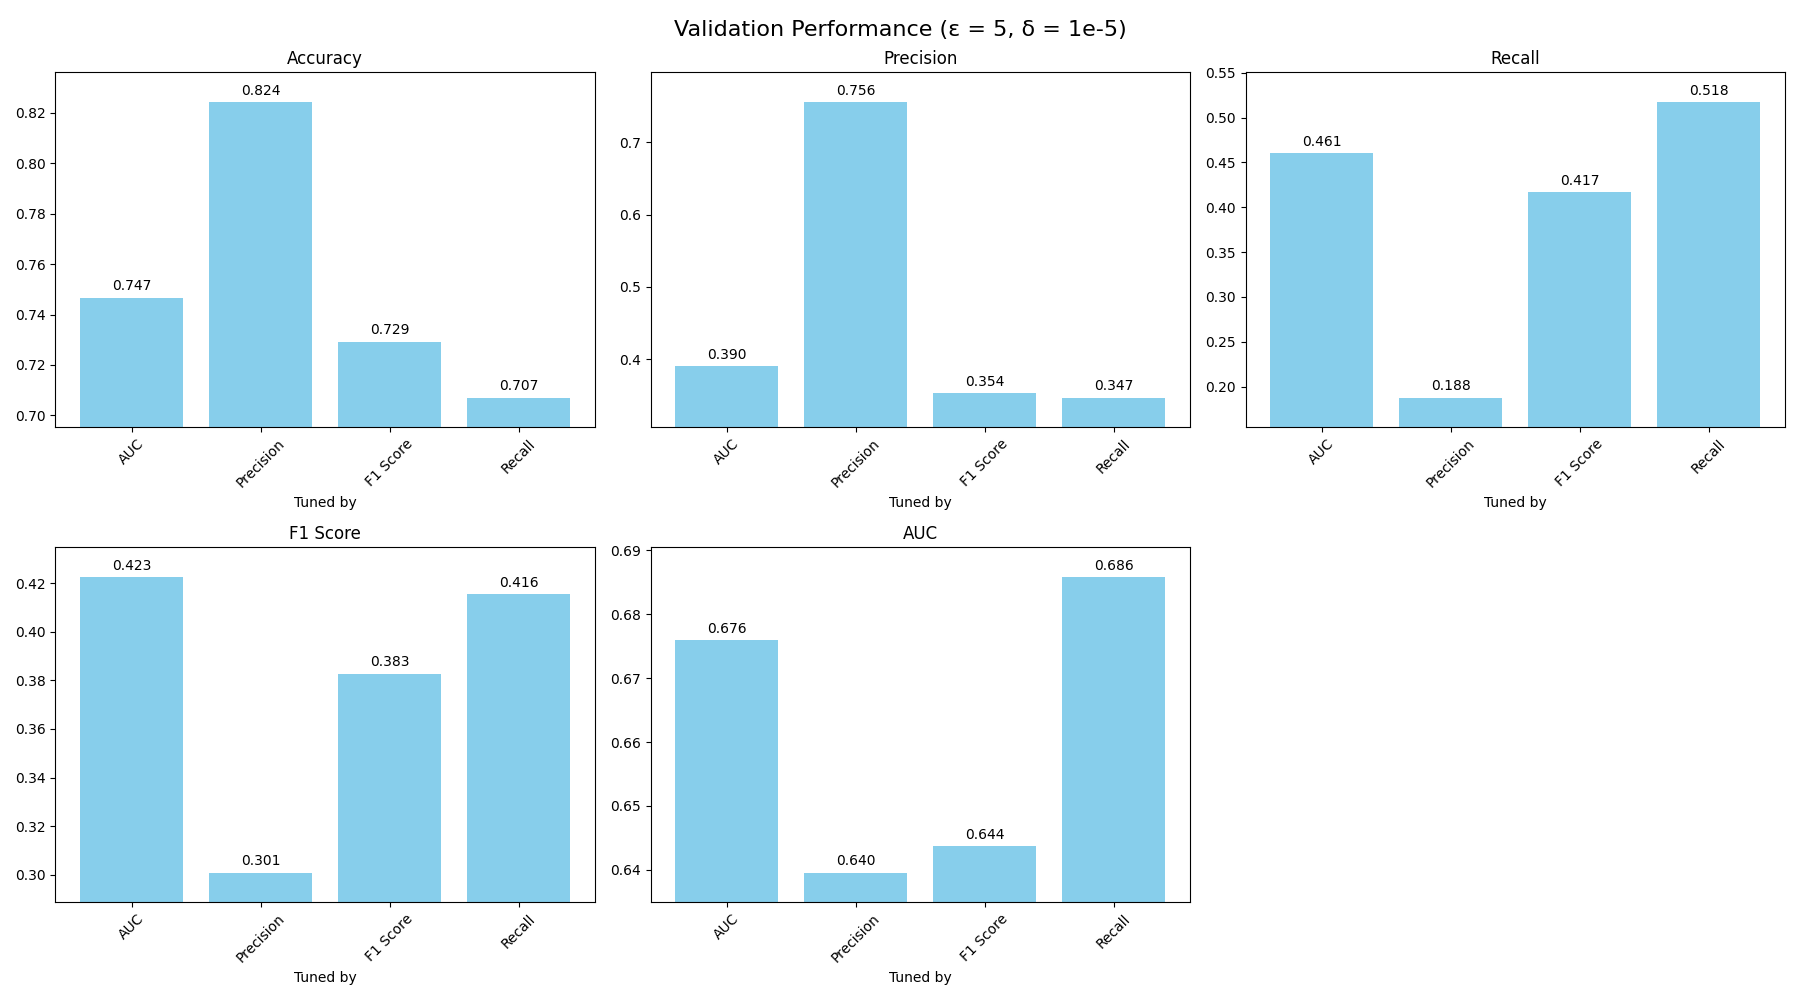 Validation Performance (ε = 5, δ = 1e-5)
Accuracy
0.82
0.80
0.78
0.76
0.74
0.72
0.70
0.747
0.824
0.729
0.707
AUC
Precision
F1 Score
Recall
Tuned by
Precision
0.7
0.6
0.5
0.4
0.390
0.756
0.354
0.347
AUC
Precision
F1 Score
Recall
Tuned by
Recall
0.55
0.50
0.45
0.40
0.35
0.30
0.25
0.20
0.461
0.188
0.417
0.518
AUC
Precision
F1 Score
Recall
Tuned by
F1 Score
0.42
0.40
0.38
0.36
0.34
0.32
0.30
0.423
0.301
0.383
0.416
AUC
Precision
F1 Score
Recall
Tuned by
AUC
0.69
0.68
0.67
0.66
0.65
0.64
0.676
0.640
0.644
0.686
AUC
Precision
F1 Score
Recall
Tuned by